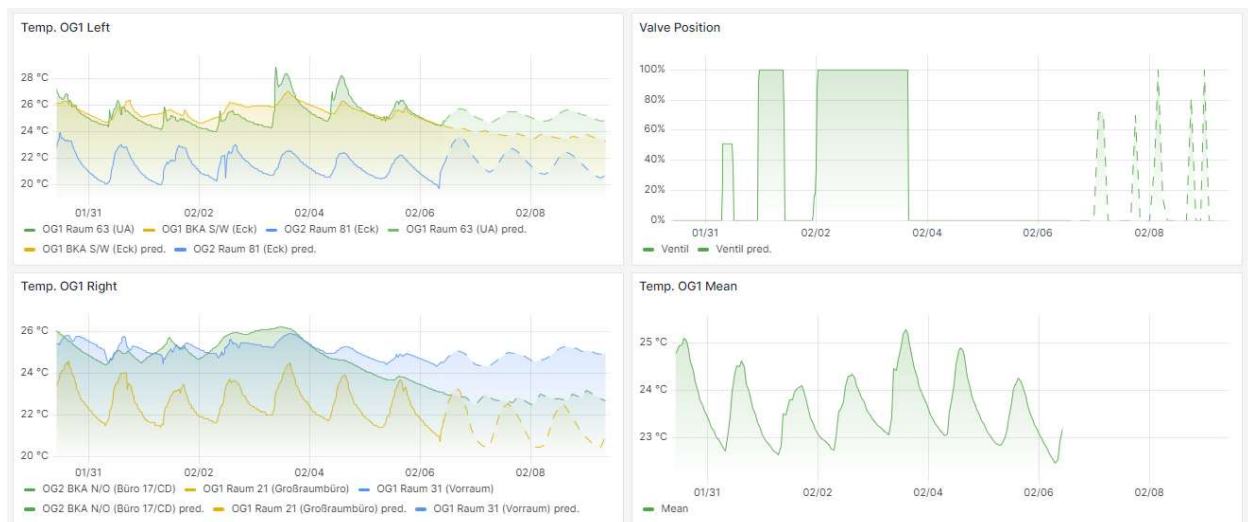 Temp. OG1 Left
28 °C
26 °C
24 °C
22 °C
20 °C
01/31 02/02 02/04 02/06 02/08
OG1 Raum 63 (UA) OG1 BKA S/W (Eck) OG2 Raum 81 (Eck) OG1 Raum 63 (UA) pred.
OG1 BKA S/W (Eck) pred. OG2 Raum 81 (Eck) pred.
Valve Position
100%
80%
60%
40%
20%
0%
01/31 02/02 02/04 02/06 02/08
Ventil Ventil pred.
Temp. OG1 Right
26 °C
24 °C
22 °C
20 °C
01/31 02/02 02/04 02/06 02/08
OG2 BKA N/O (Büro 17/CD) OG1 Raum 21 (Großraumbüro) OG1 Raum 31 (Vorraum)
OG2 BKA N/O (Büro 17/CD) pred. OG1 Raum 21 (Großraumbüro) pred. OG1 Raum 31 (Vorraum) pred.
Temp. OG1 Mean
25 °C
24 °C
23 °C
01/31 02/02 02/04 02/06 02/08
Mean